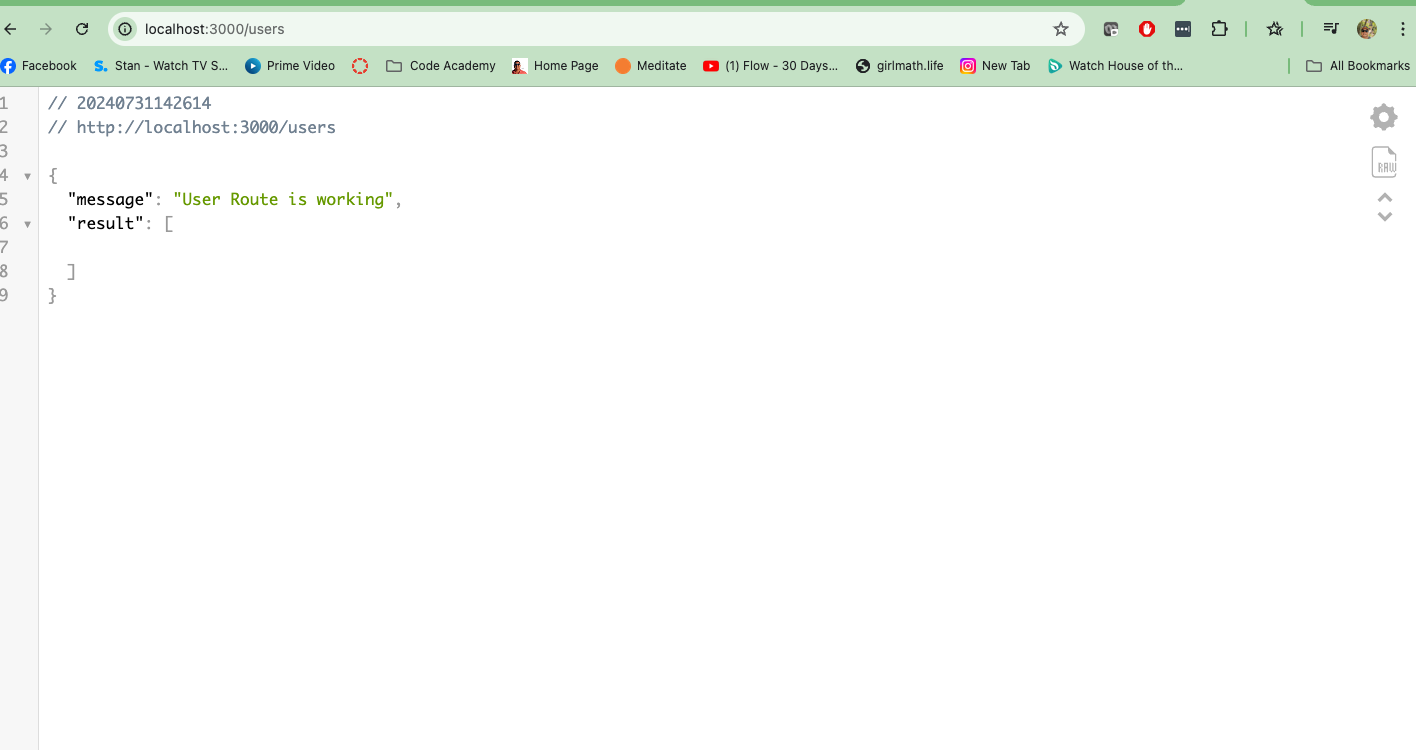 localhost:3000/users
Facebook Stan - Watch TV S... Prime Video Code Academy Home Page Meditate (1) Flow - 30 Days... girlmath.life New Tab Watch House of th... All Bookmarks
1 // 20240731142614
2 // http://localhost:3000/users
3
4 {
5 "message": "User Route is working",
6 "result": [
7
8 ]
9 }
RAW